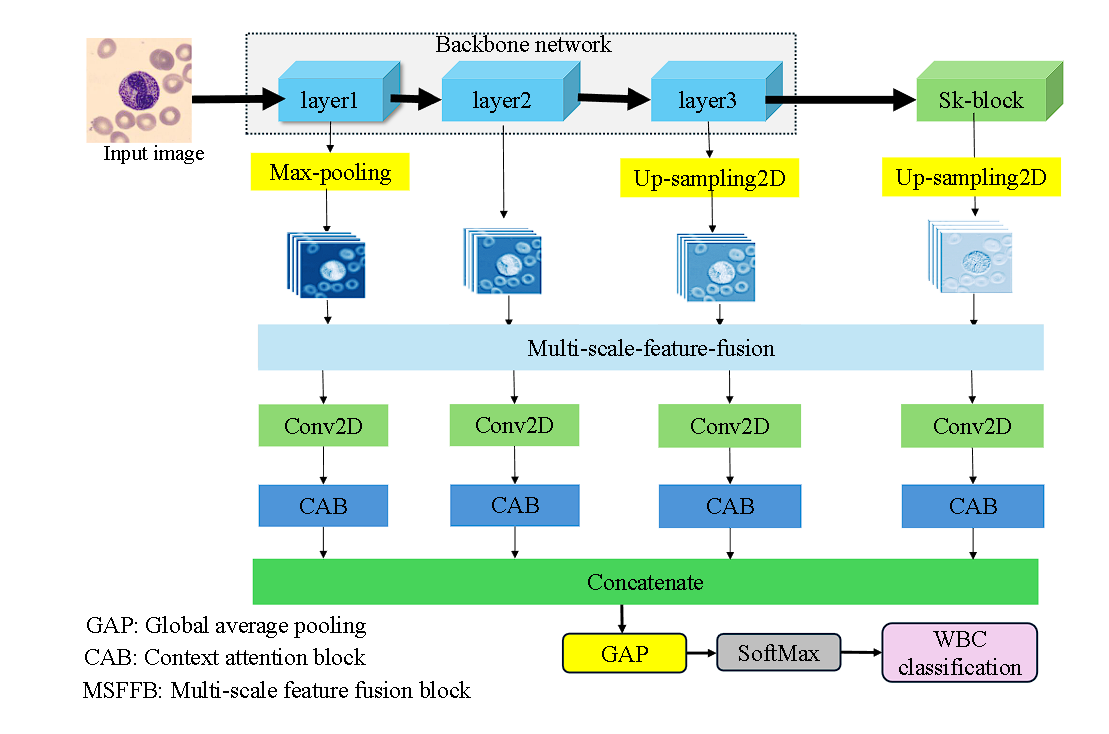 Backbone network
layer1
layer2
layer3
Sk-block
Input image
Max-pooling
Up-sampling2D
Up-sampling2D
Multi-scale-feature-fusion
Conv2D
Conv2D
Conv2D
Conv2D
CAB
CAB
CAB
CAB
Concatenate
GAP: Global average pooling
CAB: Context attention block
MSFFB: Multi-scale feature fusion block
GAP
SoftMax
WBC
classification